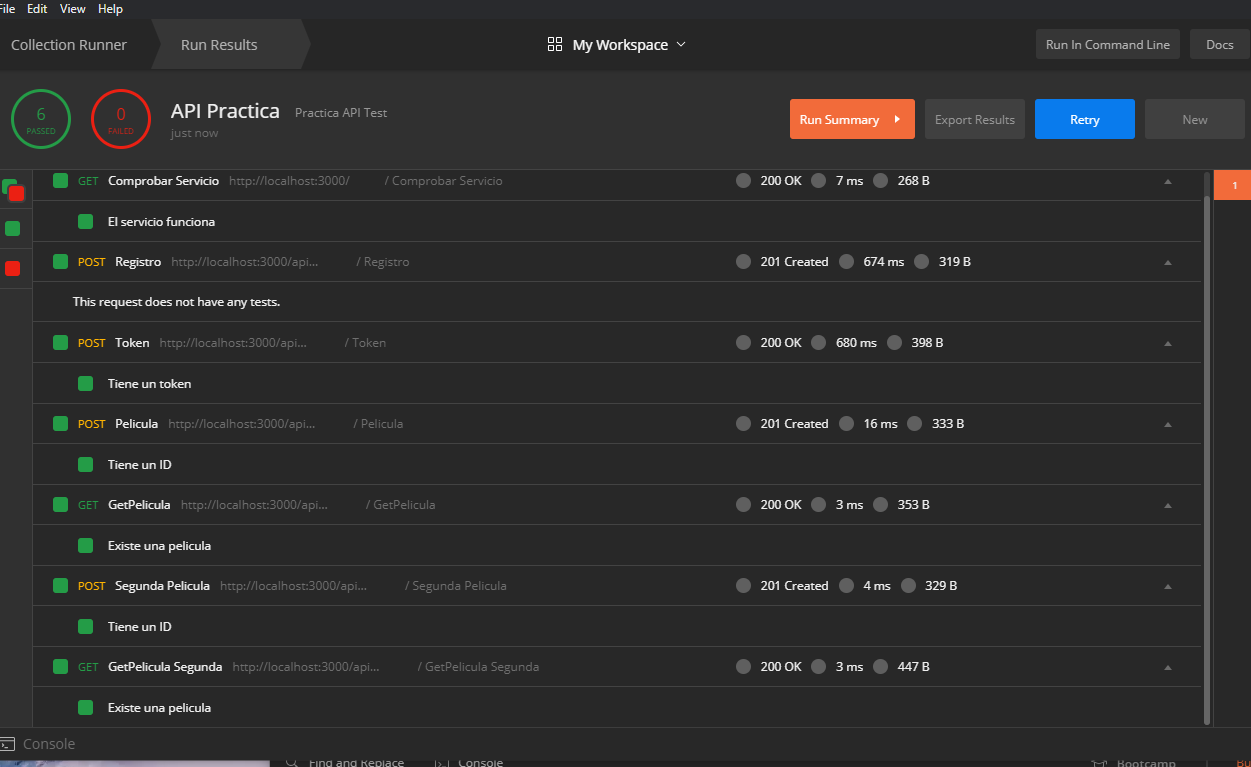 File Edit View Help
Collection Runner Run Results My Workspace Run In Command Line Docs
6 PASSED 0 FAILED API Practica Practica API Test Run Summary Export Results Retry New
just now
GET Comprobar Servicio http://localhost:3000/ / Comprobar Servicio 200 OK 7 ms 268 B
1
El servicio funciona
POST Registro http://localhost:3000/api... / Registro 201 Created 674 ms 319 B
This request does not have any tests.
POST Token http://localhost:3000/api... / Token 200 OK 680 ms 398 B
Tiene un token
POST Pelicula http://localhost:3000/api... / Pelicula 201 Created 16 ms 333 B
Tiene un ID
GET GetPelicula http://localhost:3000/api... / GetPelicula 200 OK 3 ms 353 B
Existe una pelicula
POST Segunda Pelicula http://localhost:3000/api... / Segunda Pelicula 201 Created 4 ms 329 B
Tiene un ID
GET GetPelicula Segunda http://localhost:3000/api... / GetPelicula Segunda 200 OK 3 ms 447 B
Existe una pelicula
Console
Find and Replace Console Bootcamp